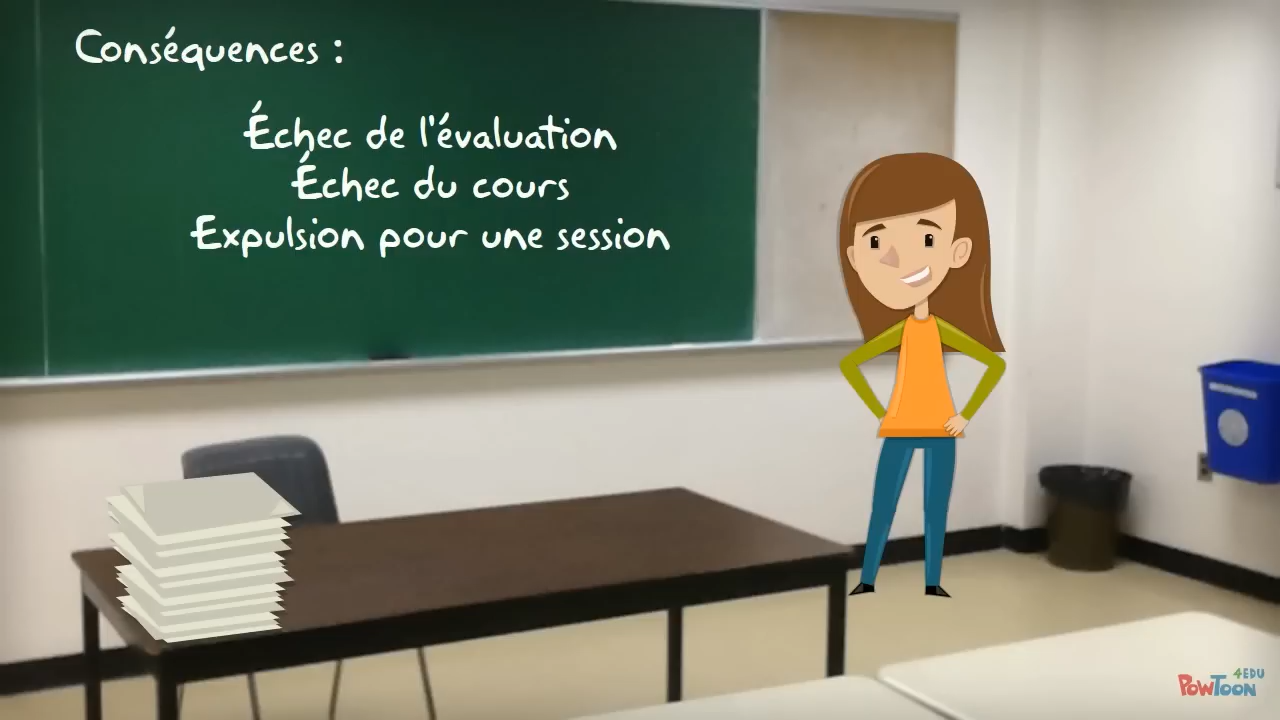 Conséquences :
Échec de l'évaluation
Échec du cours
Expulsion pour une session
4EDU
PowToon